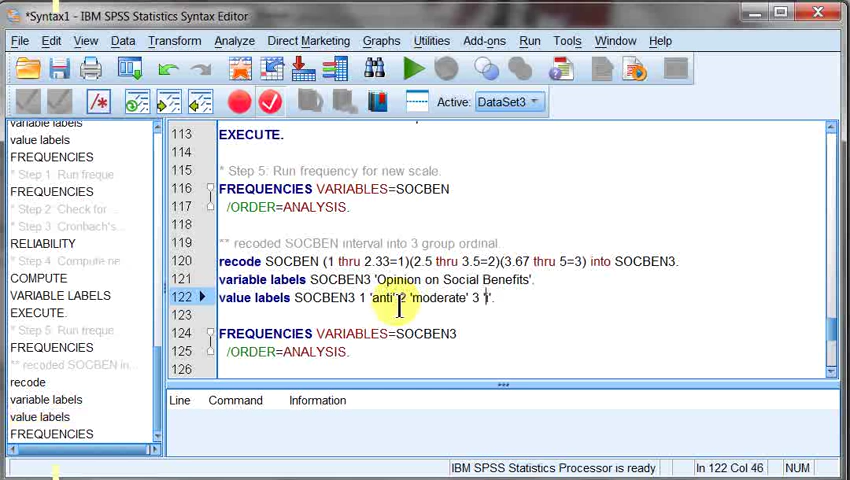 *Syntax1 - IBM SPSS Statistics Syntax Editor
File Edit View Data Transform Analyze Direct Marketing Graphs Utilities Add-ons Run Tools Window Help
Active: DataSet3
variable labels
value labels
FREQUENCIES
* Step 1: Run freque
FREQUENCIES
* Step 2: Check for ...
* Step 3: Cronbach's...
RELIABILITY
* Step 4: Compute ne
COMPUTE
VARIABLE LABELS
EXECUTE.
* Step 5: Run freque
FREQUENCIES
** recoded SOCBEN in...
recode
variable labels
value labels
FREQUENCIES
113 EXECUTE.
114
115 * Step 5: Run frequency for new scale.
116 FREQUENCIES VARIABLES=SOCBEN
117 /ORDER=ANALYSIS.
118
119 ** recoded SOCBEN interval into 3 group ordinal.
120 recode SOCBEN (1 thru 2.33=1)(2.5 thru 3.5=2)(3.67 thru 5=3) into SOCBEN3.
121 variable labels SOCBEN3 'Opinion on Social Benefits'.
122 value labels SOCBEN3 1 'anti' 2 'moderate' 3
123
124 FREQUENCIES VARIABLES=SOCBEN3
125 /ORDER=ANALYSIS.
126
Line Command Information
IBM SPSS Statistics Processor is ready In 122 Col 46 NUM